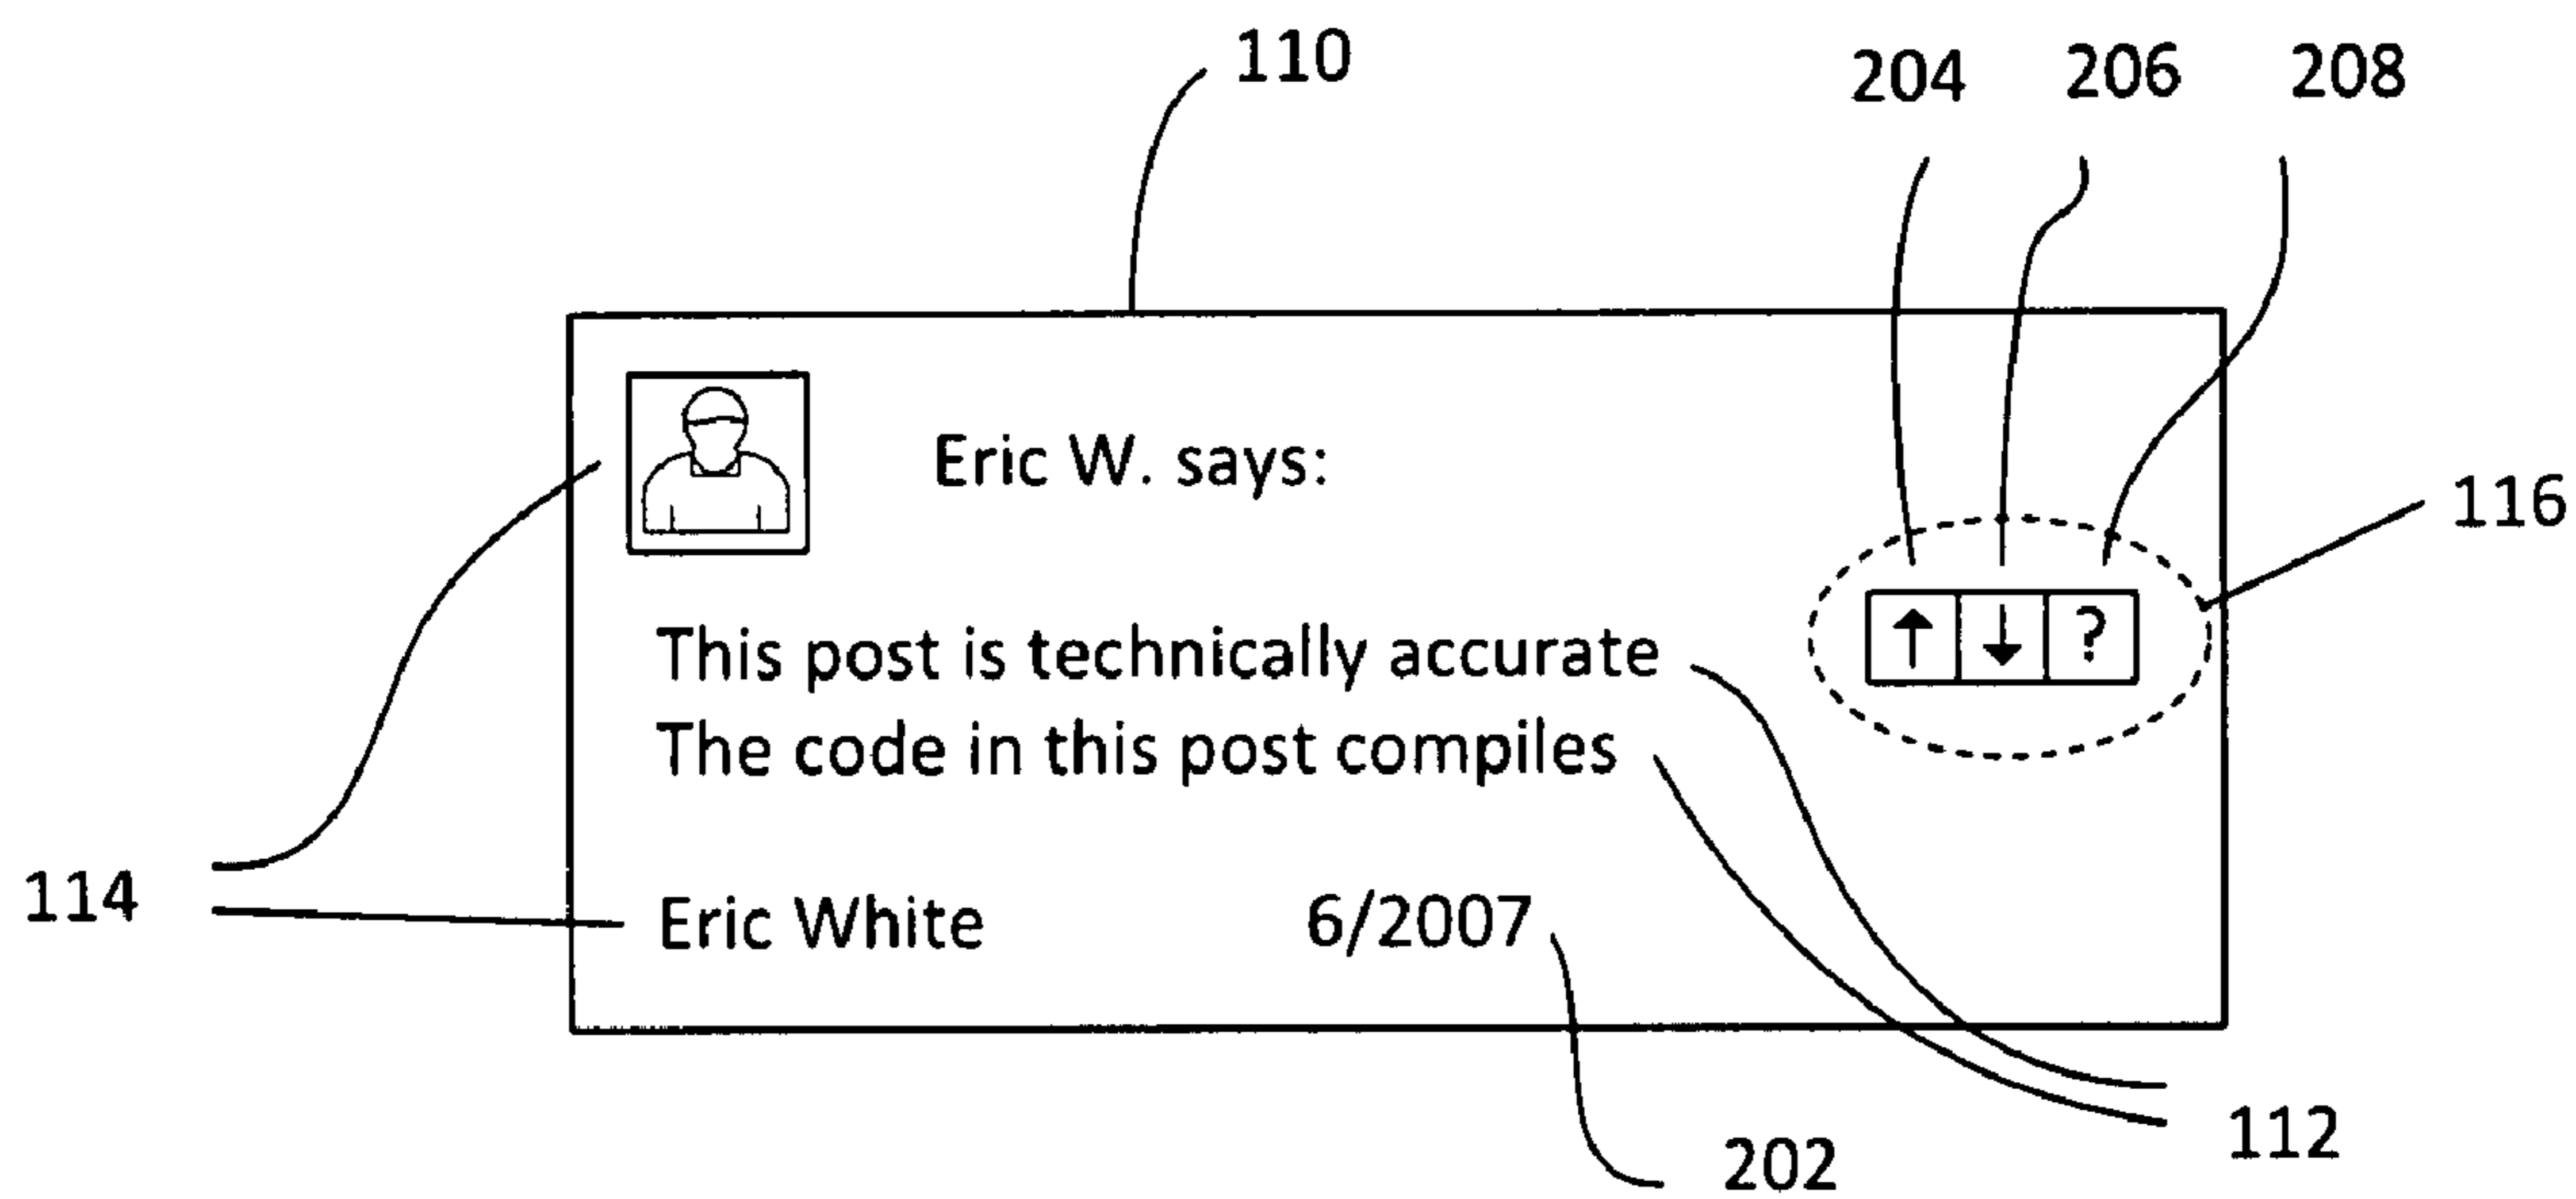 110
204 206 208
Eric W. says:
116
↑ ↓ ?
This post is technically accurate
The code in this post compiles
114
Eric White 6/2007
112
202